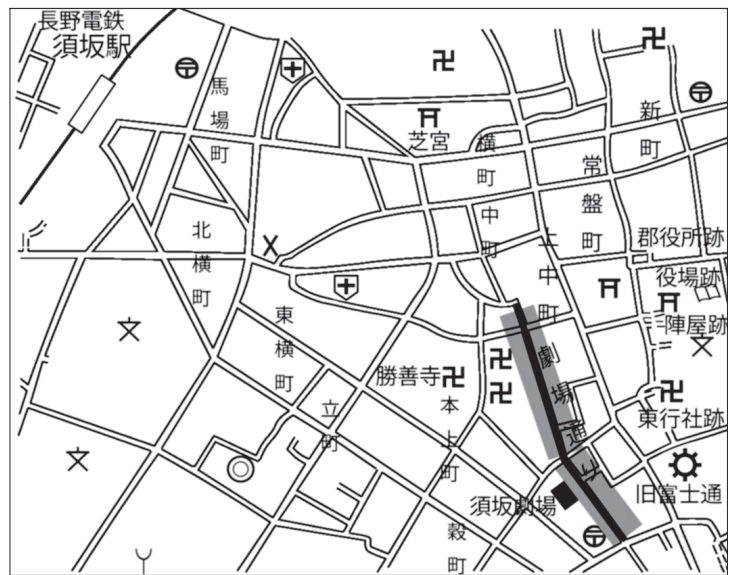 長野電鉄
須坂駅
馬場町
芝宮
横町
中町
新町
常盤町
北横町
上中町
郡役所跡
役場跡
陣屋跡
東横町
立町
勝善寺
本上町
劇場通り
東行社跡
旧富士通
須坂劇場
穀町